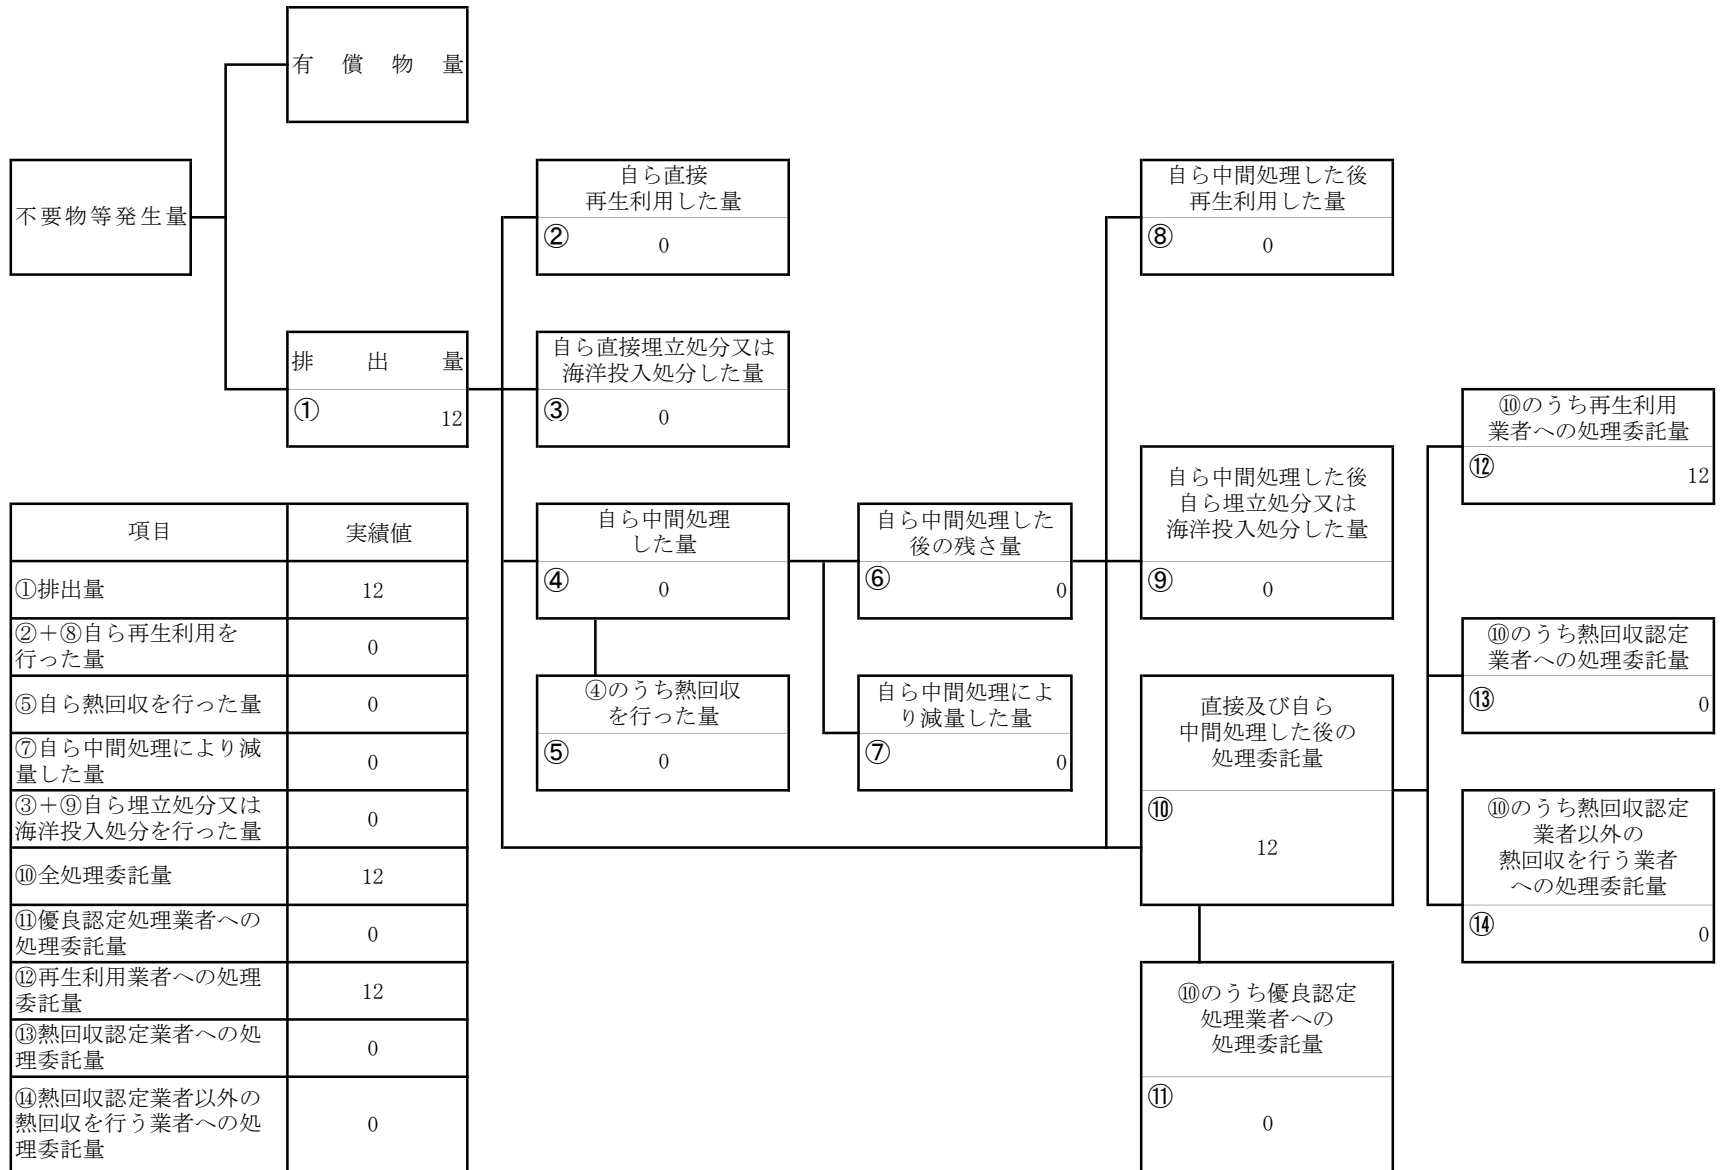 有償物量
不要物等発生量
排出量
①
12
自ら直接
再生利用した量
②
0
自ら直接埋立処分又は
海洋投入処分した量
③
0
自ら中間処理
した量
④
0
④のうち熱回収
を行った量
⑤
0
自ら中間処理した
後の残さ量
⑥
0
自ら中間処理によ
り減量した量
⑦
0
自ら中間処理した後
再生利用した量
⑧
0
自ら中間処理した後
自ら埋立処分又は
海洋投入処分した量
⑨
0
直接及び自ら
中間処理した後の
処理委託量
⑩
12
⑩のうち優良認定
処理業者への
処理委託量
⑪
0
⑩のうち再生利用
業者への処理委託量
⑫
12
⑩のうち熱回収認定
業者への処理委託量
⑬
0
⑩のうち熱回収認定
業者以外の
熱回収を行う業者
への処理委託量
⑭
0
項目 実績値
①排出量 12
②+⑧自ら再生利用を
行った量
0
⑤自ら熱回収を行った量 0
⑦自ら中間処理により減
量した量
0
③+⑨自ら埋立処分又は
海洋投入処分を行った量
0
⑩全処理委託量 12
⑪優良認定処理業者への
処理委託量
0
⑫再生利用業者への処理
委託量
12
⑬熱回収認定業者への処
理委託量
0
⑭熱回収認定業者以外の
熱回収を行う業者への処
理委託量
0